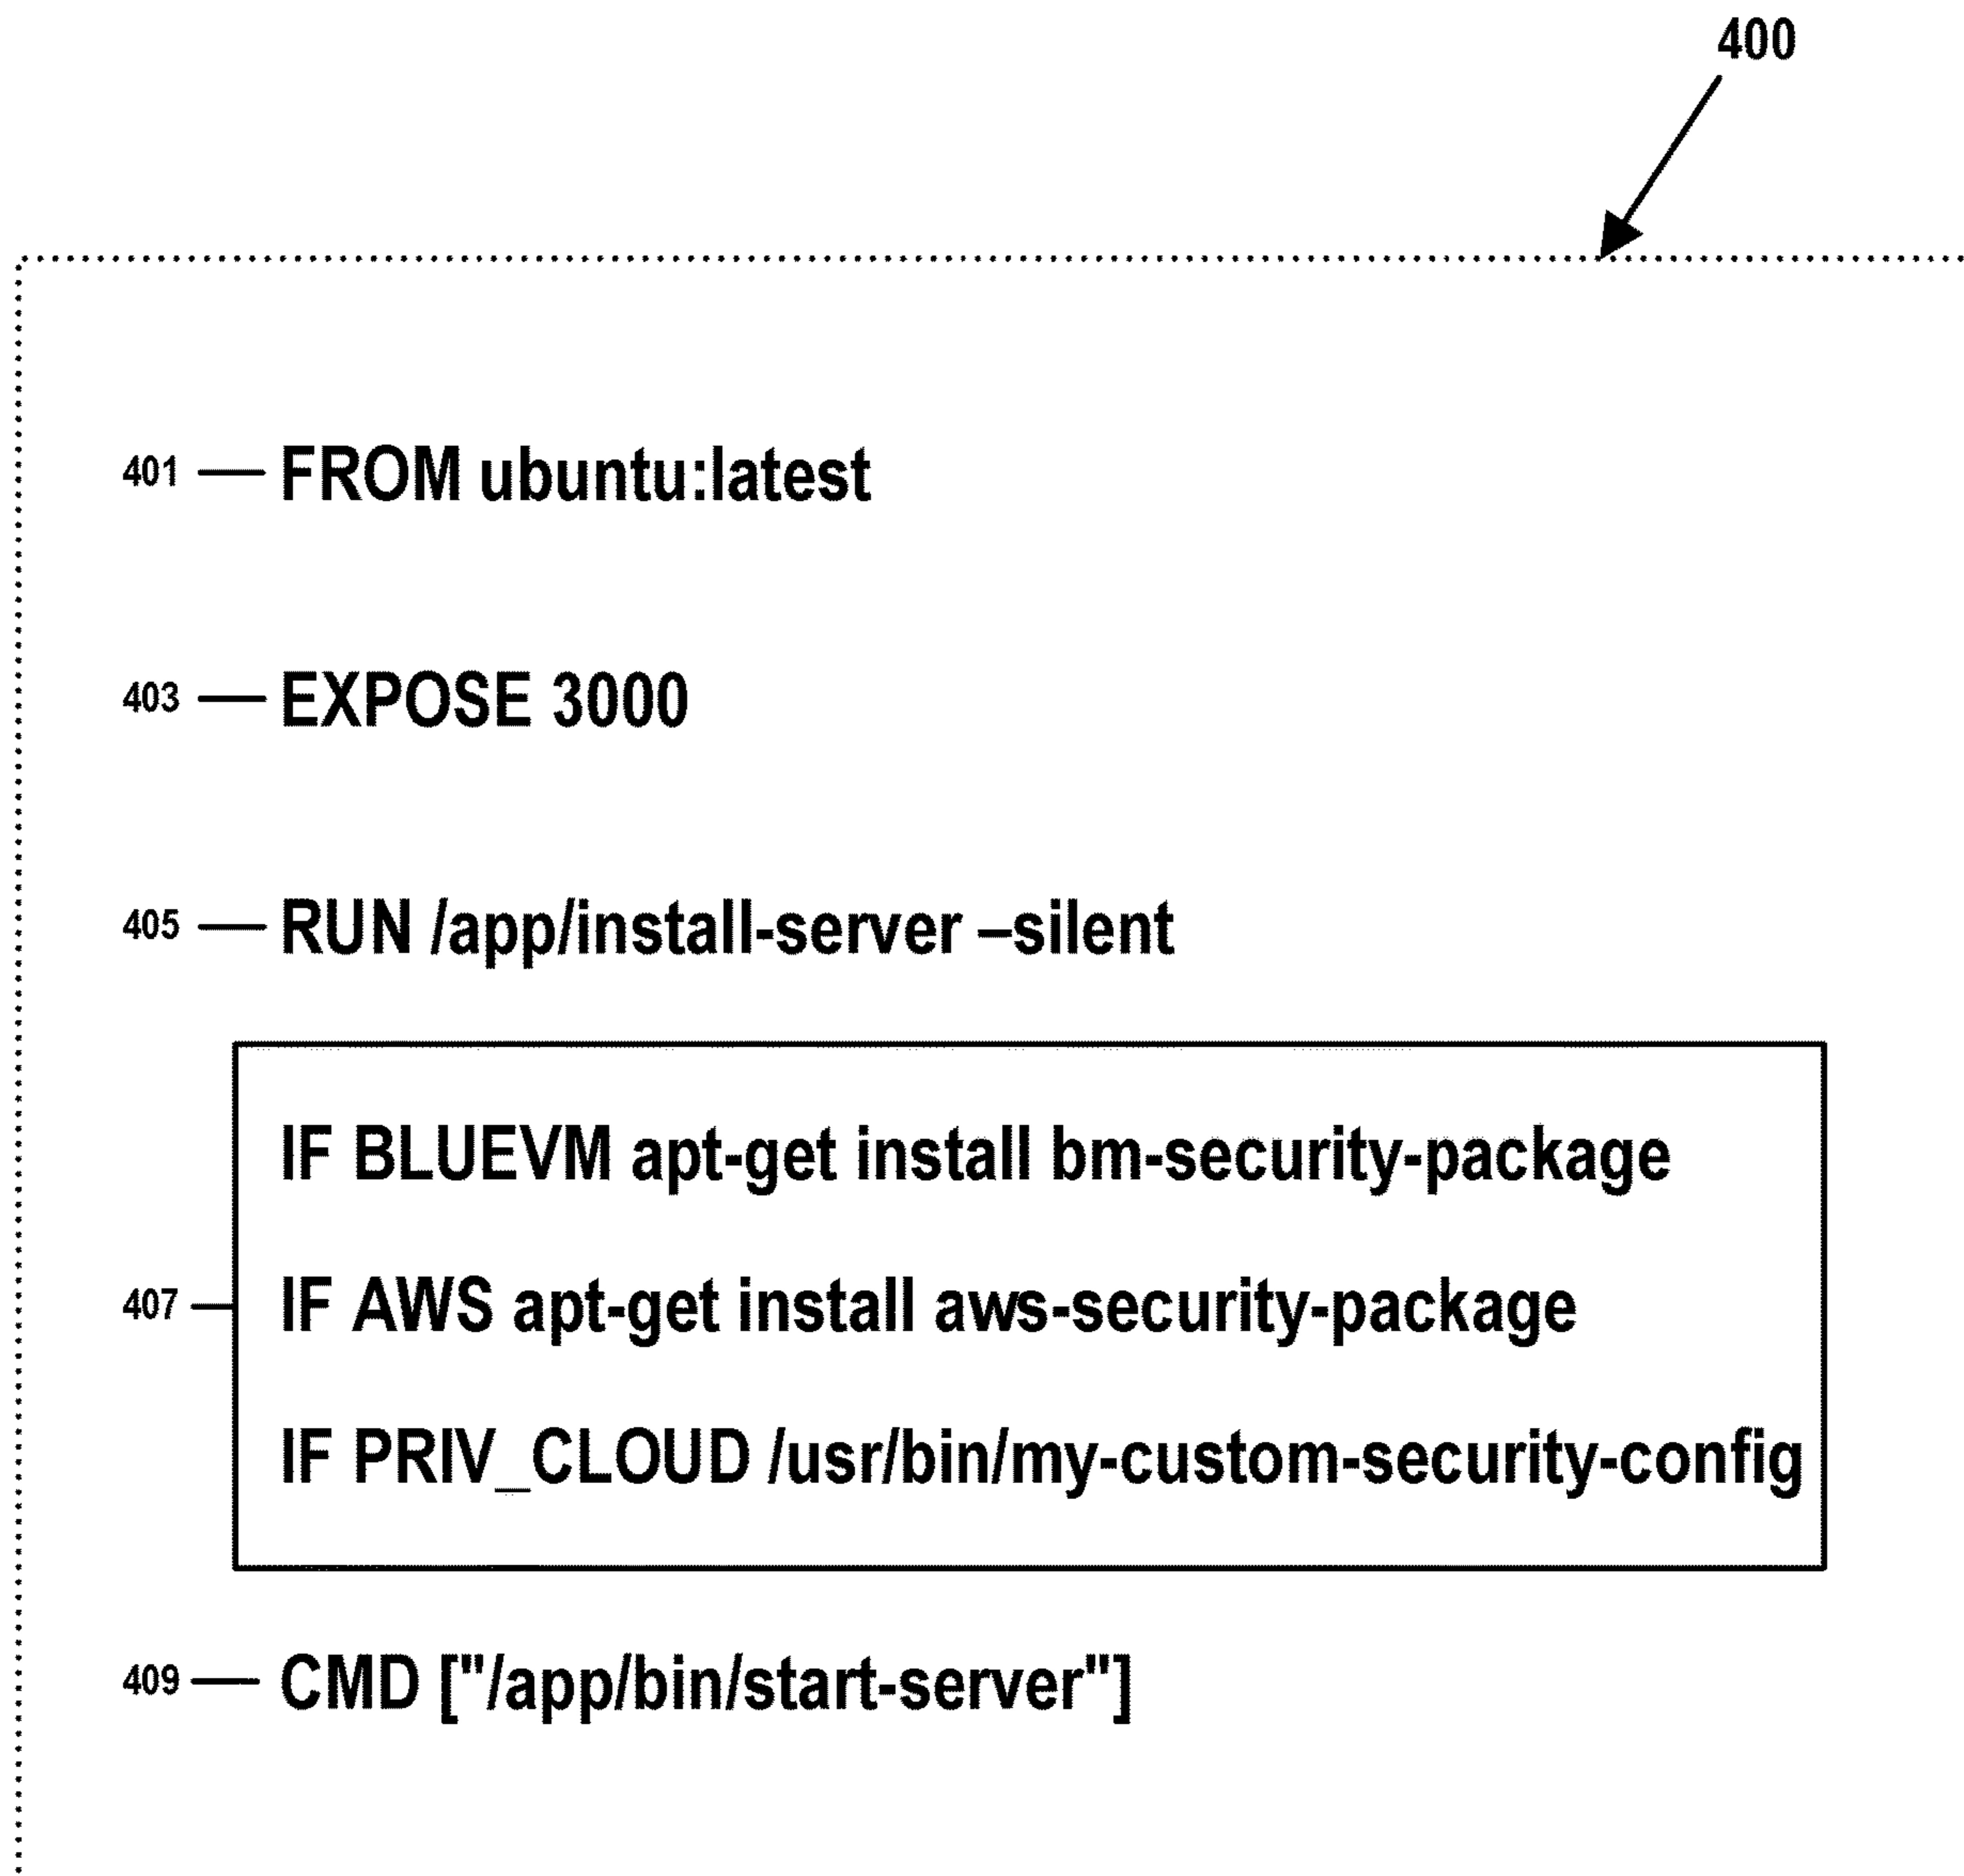 400
401 FROM ubuntu:latest
403 EXPOSE 3000
405 RUN /app/install-server –silent
IF BLUEVM apt-get install bm-security-package
407 IF AWS apt-get install aws-security-package
IF PRIV_CLOUD /usr/bin/my-custom-security-config
409 CMD ["/app/bin/start-server"]